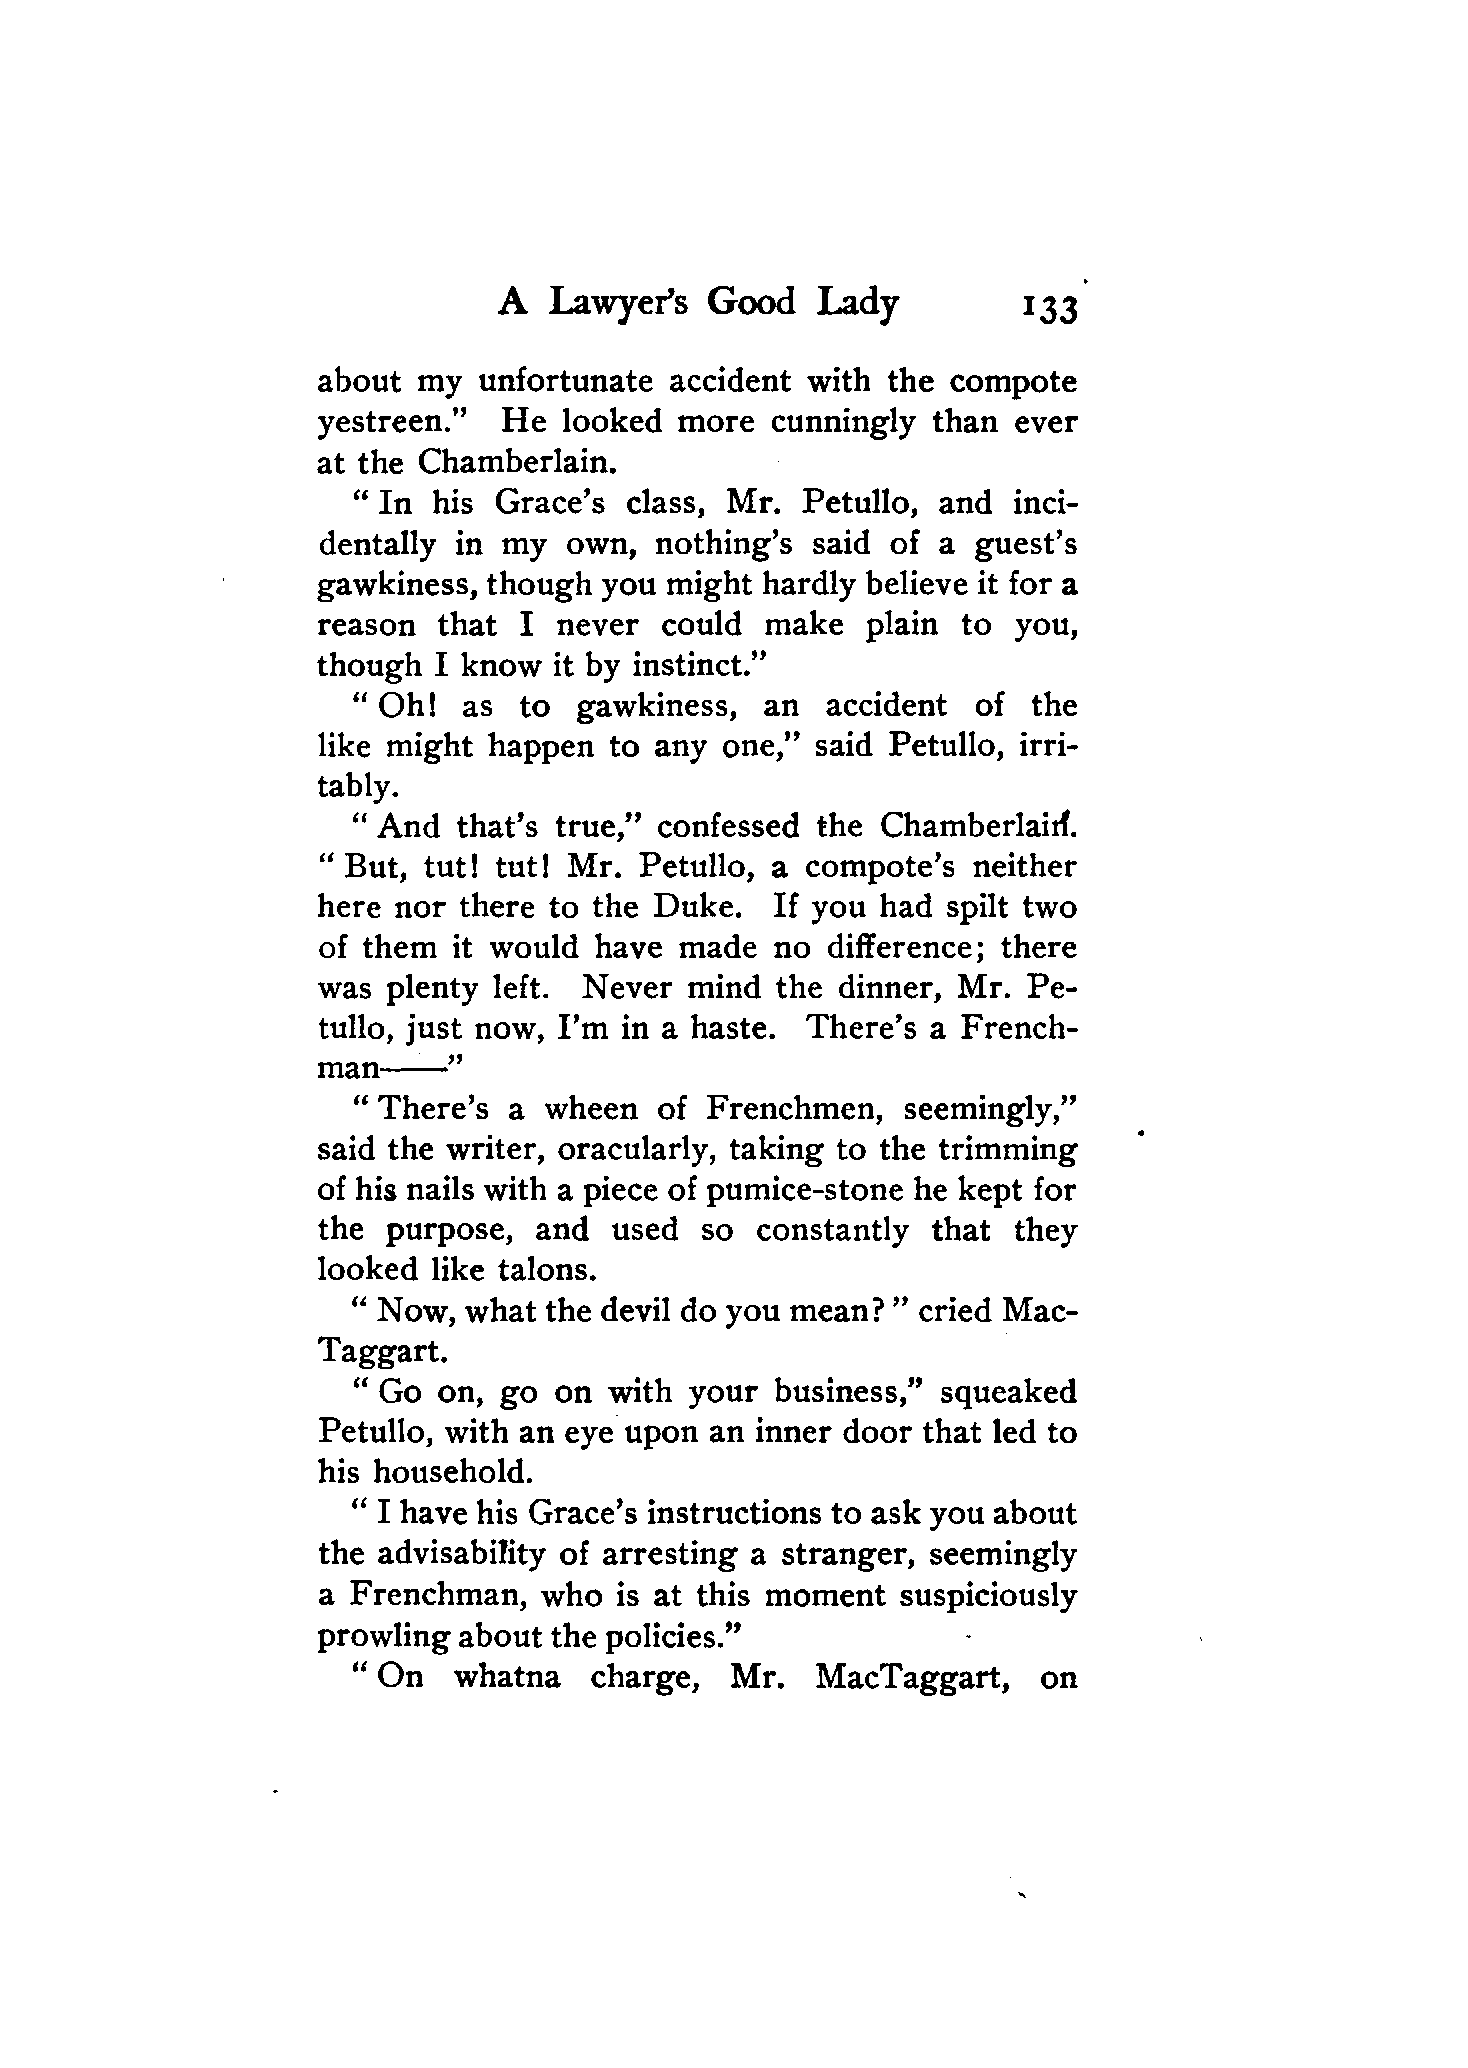 A Lawyer's Good Lady 133
about my unfortunate accident with the compote
yestreen." He looked more cunningly than ever
at the Chamberlain.
"In his Grace's class, Mr. Petullo, and inci-
dentally in my own, nothing's said of a guest's
gawkiness, though you might hardly believe it for a
reason that I never could make plain to you,
though I know it by instinct."
"Oh! as to gawkiness, an accident of the
like might happen to any one," said Petullo, irri-
tably.
"And that's true," confessed the Chamberlain.
"But, tut! tut! Mr. Petullo, a compote's neither
here nor there to the Duke. If you had spilt two
of them it would have made no difference; there
was plenty left. Never mind the dinner, Mr. Pe-
tullo, just now, I'm in a haste. There's a French-
man——"
"There's a wheen of Frenchmen, seemingly,"
said the writer, oracularly, taking to the trimming
of his nails with a piece of pumice-stone he kept for
the purpose, and used so constantly that they
looked like talons.
"Now, what the devil do you mean?" cried Mac-
Taggart.
"Go on, go on with your business," squeaked
Petullo, with an eye upon an inner door that led to
his household.
"I have his Grace's instructions to ask you about
the advisability of arresting a stranger, seemingly
a Frenchman, who is at this moment suspiciously
prowling about the policies."
"On whatna charge, Mr. MacTaggart, on